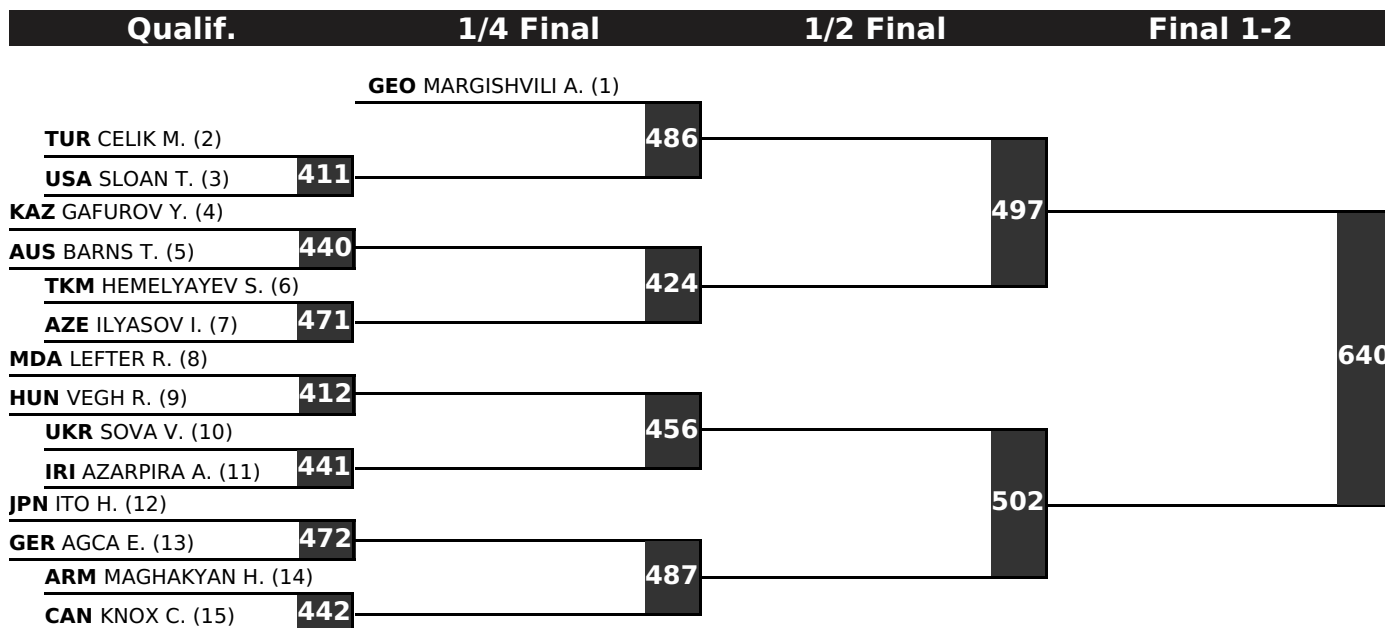 Qualif. 1/4 Final 1/2 Final Final 1-2
GEO MARGISHVILI A. (1)
486
TUR CELIK M. (2)
411
USA SLOAN T. (3)
497
KAZ GAFUROV Y. (4)
440
AUS BARNS T. (5)
424
TKM HEMELYAYEV S. (6)
471
AZE ILYASOV I. (7)
640
MDA LEFTER R. (8)
412
HUN VEGH R. (9)
456
UKR SOVA V. (10)
441
IRI AZARPIRA A. (11)
502
JPN ITO H. (12)
472
GER AGCA E. (13)
487
ARM MAGHAKYAN H. (14)
442
CAN KNOX C. (15)